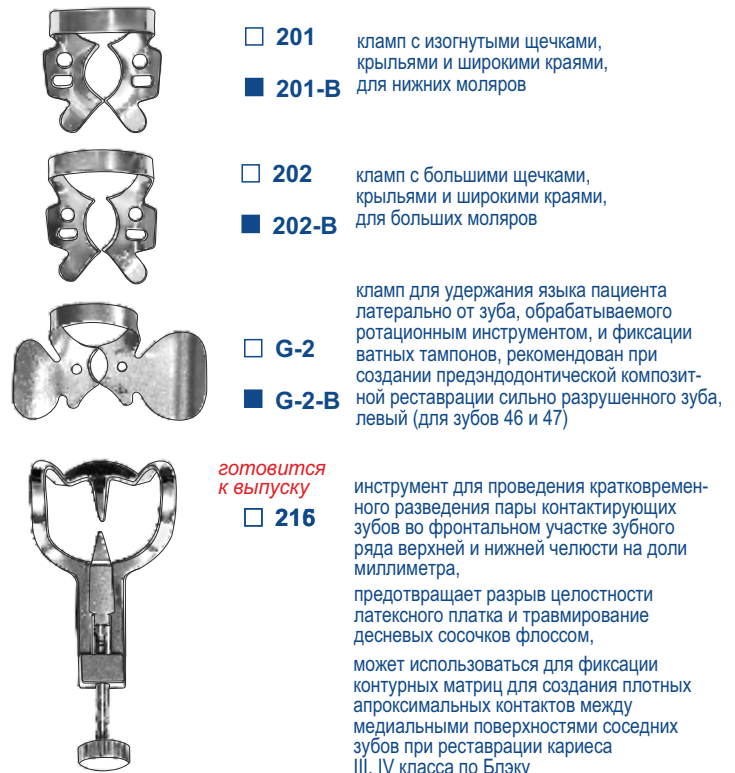 201
201-B
кламп с изогнутыми щечками,
крыльями и широкими краями,
для нижних моляров
202
202-B
кламп с большими щечками,
крыльями и широкими краями,
для больших моляров
G-2
G-2-B
кламп для удержания языка пациента
латерально от зуба, обрабатываемого
ротационным инструментом, и фиксации
ватных тампонов, рекомендован при
создании предэндодонтической композит-
ной реставрации сильно разрушенного зуба,
левый (для зубов 46 и 47)
готовится
к выпуску
216
инструмент для проведения кратковремен-
ного разведения пары контактирующих
зубов во фронтальном участке зубного
ряда верхней и нижней челюсти на доли
миллиметра,
предотвращает разрыв целостности
латексного платка и травмирование
десневых сосочков флоссом,
может использоваться для фиксации
контурных матриц для создания плотных
апроксимальных контактов между
медиальными поверхностями соседних
зубов при реставрации кариеса
III, IV класса по Блэку